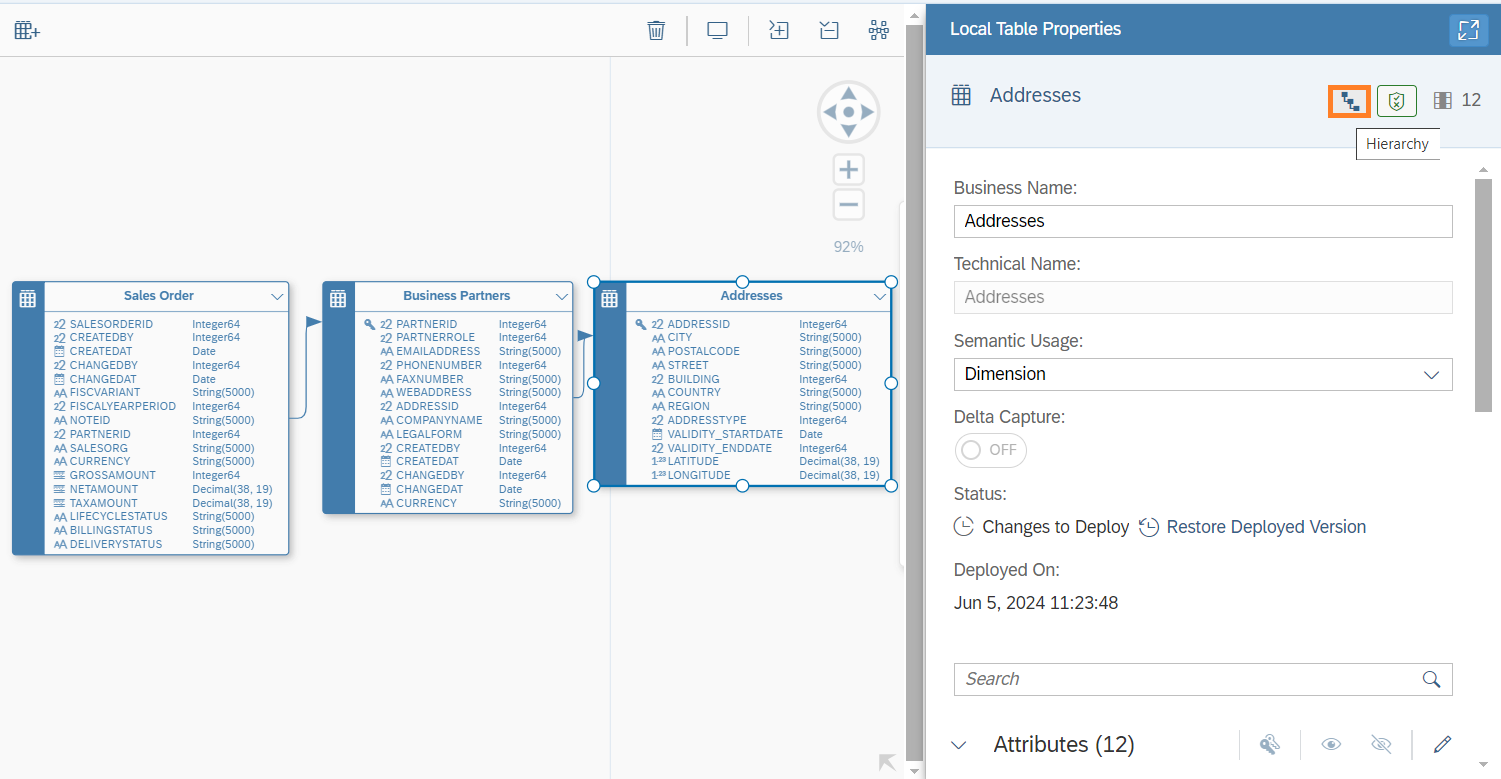 Local Table Properties
Addresses
12
Hierarchy
92%
Sales Order
SALESORDERID Integer64
CREATEDBY Integer64
CREATEDAT Date
CHANGEDBY Integer64
CHANGEDAT Date
FISCVARIANT String(5000)
FISCALYEARPERIOD Integer64
NOTEID String(5000)
PARTNERID Integer64
SALESORG String(5000)
CURRENCY String(5000)
GROSSAMOUNT Integer64
NETAMOUNT Decimal(38, 19)
TAXAMOUNT Decimal(38, 19)
LIFECYCLESTATUS String(5000)
BILLINGSTATUS String(5000)
DELIVERYSTATUS String(5000)
Business Partners
PARTNERID Integer64
PARTNERROLE Integer64
EMAILADDRESS String(5000)
PHONENUMBER Integer64
FAXNUMBER String(5000)
WEBADDRESS String(5000)
ADDRESSID Integer64
COMPANYNAME String(5000)
LEGALFORM String(5000)
CREATEDBY Integer64
CREATEDAT Date
CHANGEDBY Integer64
CHANGEDAT Date
CURRENCY String(5000)
Addresses
ADDRESSID Integer64
CITY String(5000)
POSTALCODE String(5000)
STREET String(5000)
BUILDING Integer64
COUNTRY String(5000)
REGION String(5000)
ADDRESSTYPE Integer64
VALIDITY_STARTDATE Date
VALIDITY_ENDDATE Integer64
LATITUDE Decimal(38, 19)
LONGITUDE Decimal(38, 19)
Business Name:
Addresses
Technical Name:
Addresses
Semantic Usage:
Dimension
Delta Capture:
OFF
Status:
Changes to Deploy Restore Deployed Version
Deployed On:
Jun 5, 2024 11:23:48
Search
Attributes (12)